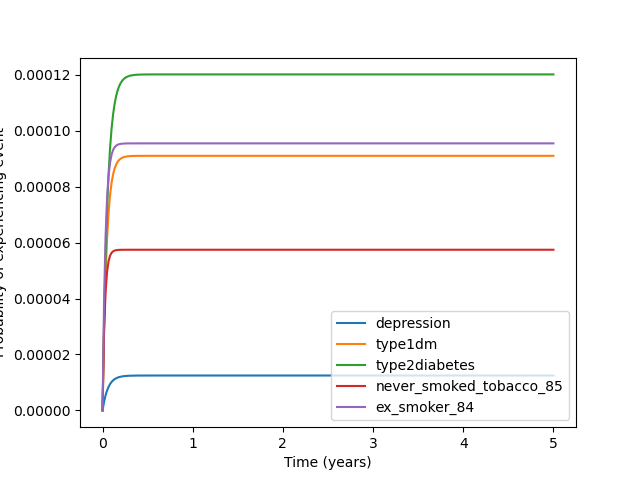 0.00012
0.00010
0.00008
0.00006
0.00004
0.00002
0.00000
Probability of experiencing event
0
1
2
3
4
5
Time (years)
depression
type1dm
type2diabetes
never_smoked_tobacco_85
ex_smoker_84